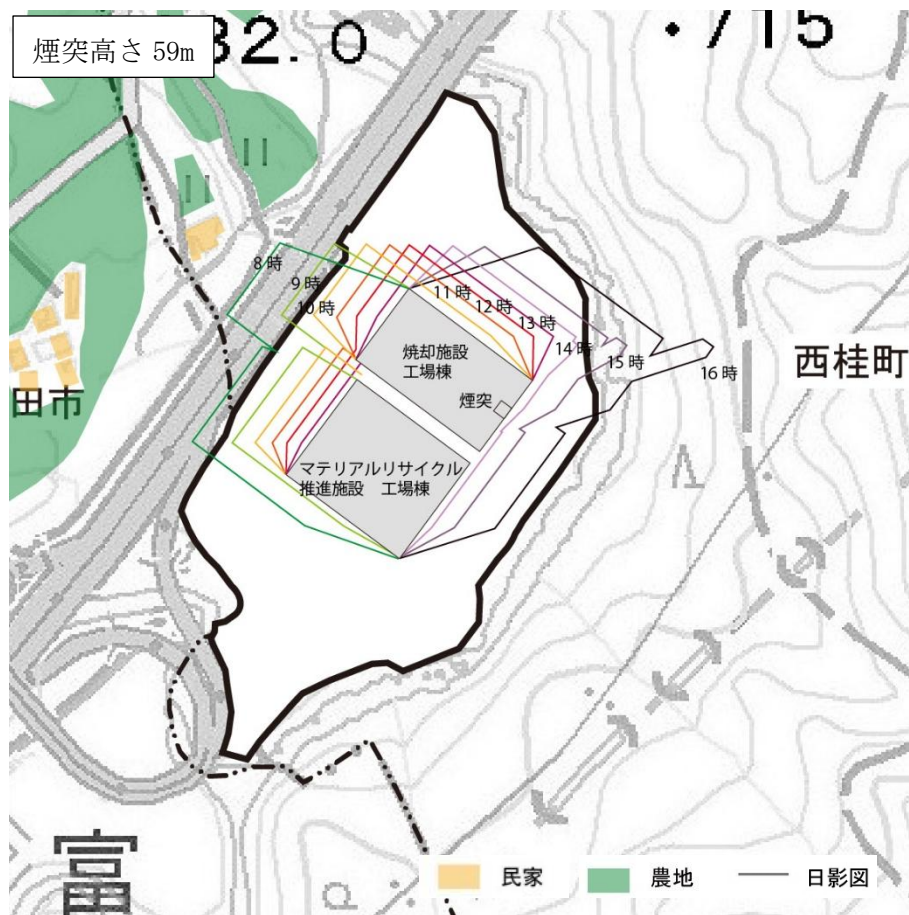 煙突高さ 59m
32.0
・715
8時
9時
10時
11時
12時
13時
14時
15時
16時
焼却施設
工場棟
煙突
西桂町
田市
マテリアルリサイクル
推進施設 工場棟
富
民家
農地
日影図